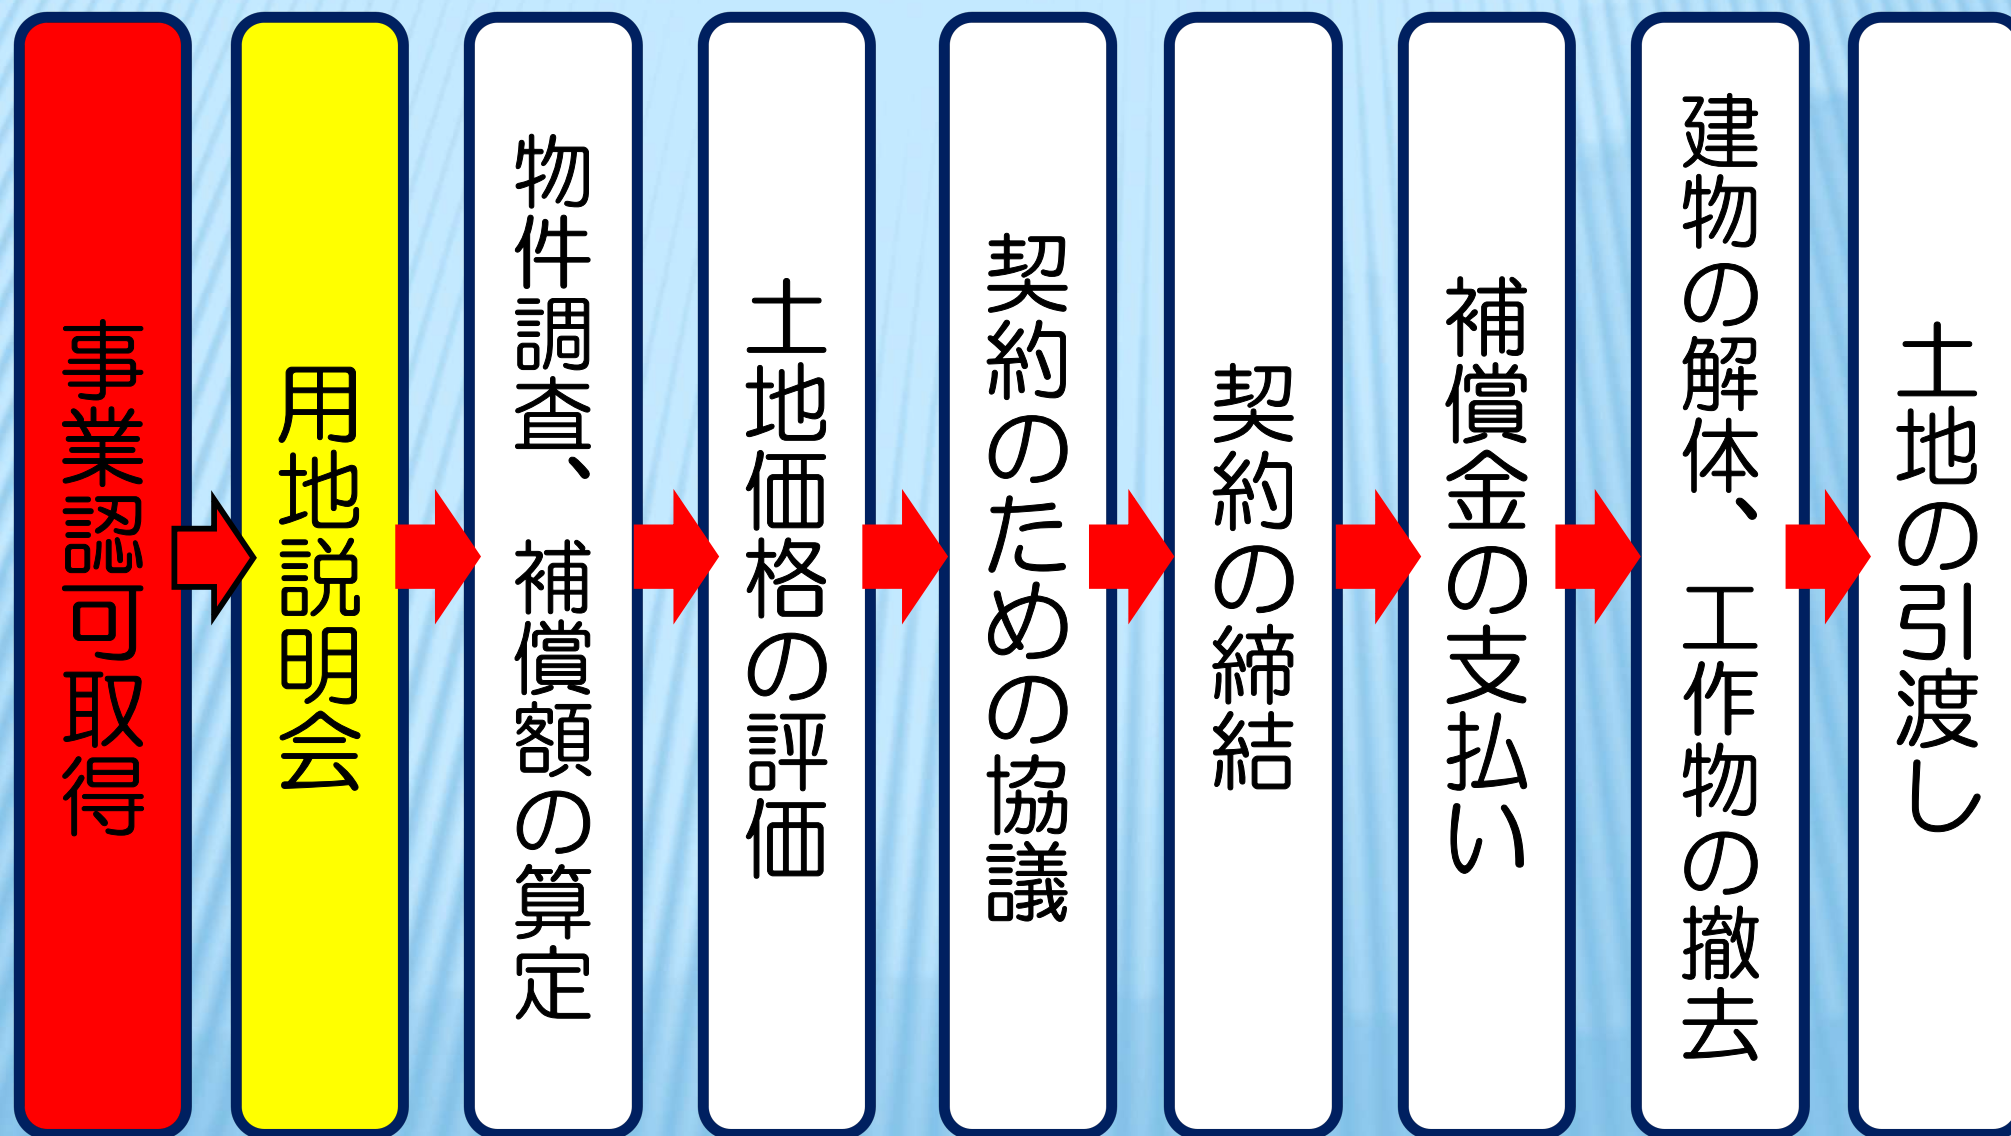 事業認可取得
用地説明会
物件調査、補償額の算定
土地価格の評価
契約のための協議
契約の締結
補償金の支払い
建物の解体、工作物の撤去
土地の引渡し